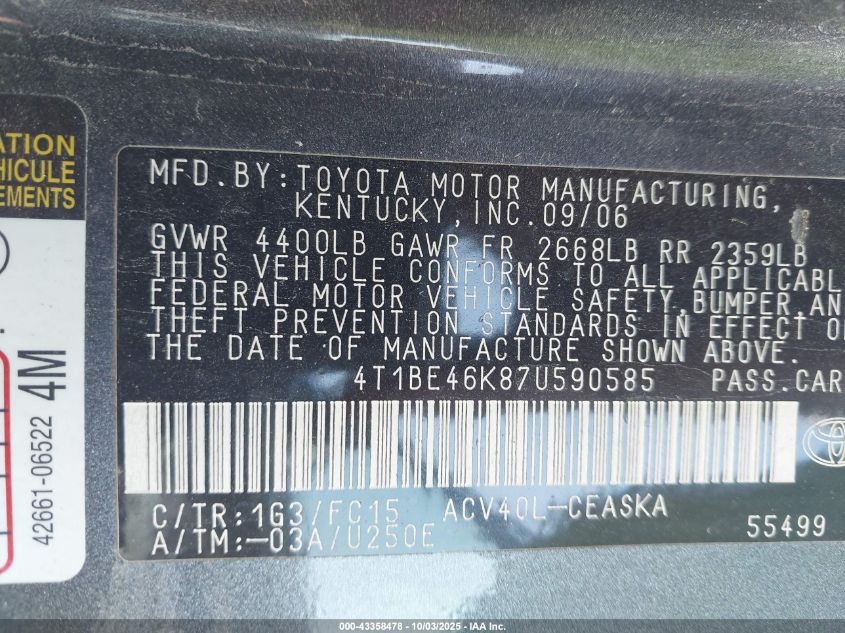 ATION
EHICULE
EMENTS
42661-06522 4M
MFD.BY:TOYOTA MOTOR MANUFACTURING,
KENTUCKY, INC.09/06
GVWR 4400LB GAWR FR 2668LB RR 2359LB
THIS VEHICLE CONFORMS TO ALL APPLICABL
FEDERAL MOTOR VEHICLE SAFETY,BUMPER,AN
THEFT PREVENTION STANDARDS IN EFFECT O
THE DATE OF MANUFACTURE SHOWN ABOVE.
4T1BE46K87U590585 PASS.CAR
C/TR:1G3/FC15 ACV40L-CEASKA
A/TM:-03A/U250E 55499
000-43358478 - 10/03/2025 - IAA Inc.